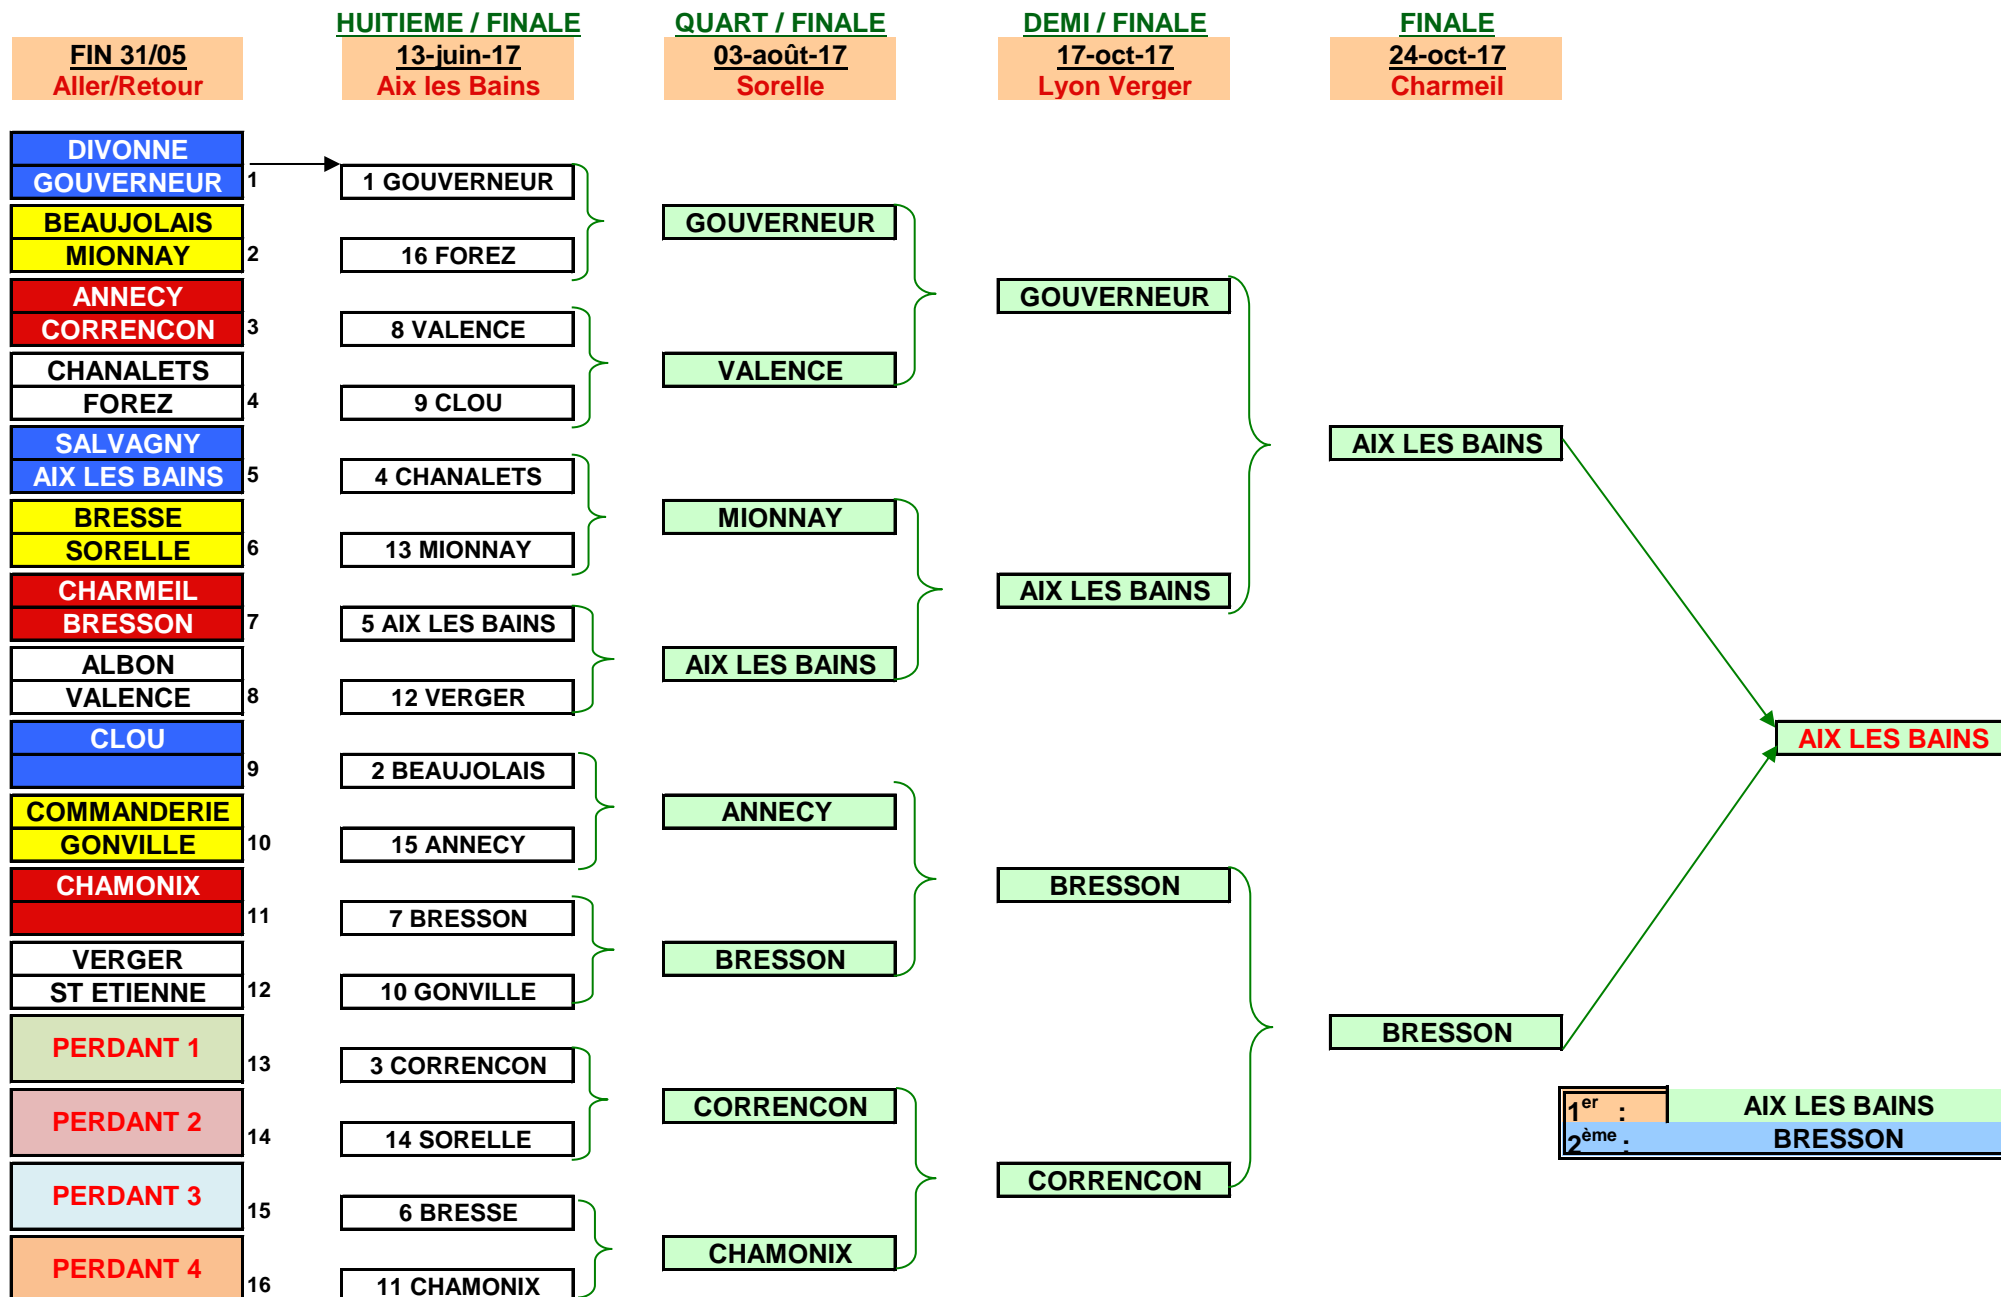 HUITIEME / FINALE
QUART / FINALE
DEMI / FINALE
FINALE
FIN 31/05
Aller/Retour
13-juin-17
Aix les Bains
03-août-17
Sorelle
17-oct-17
Lyon Verger
24-oct-17
Charmeil
DIVONNE
GOUVERNEUR 1
BEAUJOLAIS
MIONNAY 2
ANNECY
CORRENCON 3
CHANALETS
FOREZ 4
SALVAGNY
AIX LES BAINS 5
BRESSE
SORELLE 6
CHARMEIL
BRESSON 7
ALBON
VALENCE 8
CLOU
9
COMMANDERIE
GONVILLE 10
CHAMONIX
11
VERGER
ST ETIENNE 12
PERDANT 1
13
PERDANT 2
14
PERDANT 3
15
PERDANT 4
16
1 GOUVERNEUR
16 FOREZ
8 VALENCE
9 CLOU
4 CHANALETS
13 MIONNAY
5 AIX LES BAINS
12 VERGER
2 BEAUJOLAIS
15 ANNECY
7 BRESSON
10 GONVILLE
3 CORRENCON
14 SORELLE
6 BRESSE
11 CHAMONIX
GOUVERNEUR
VALENCE
MIONNAY
AIX LES BAINS
ANNECY
BRESSON
CORRENCON
CHAMONIX
GOUVERNEUR
AIX LES BAINS
BRESSON
CORRENCON
AIX LES BAINS
BRESSON
AIX LES BAINS
1er : AIX LES BAINS
2ème : BRESSON